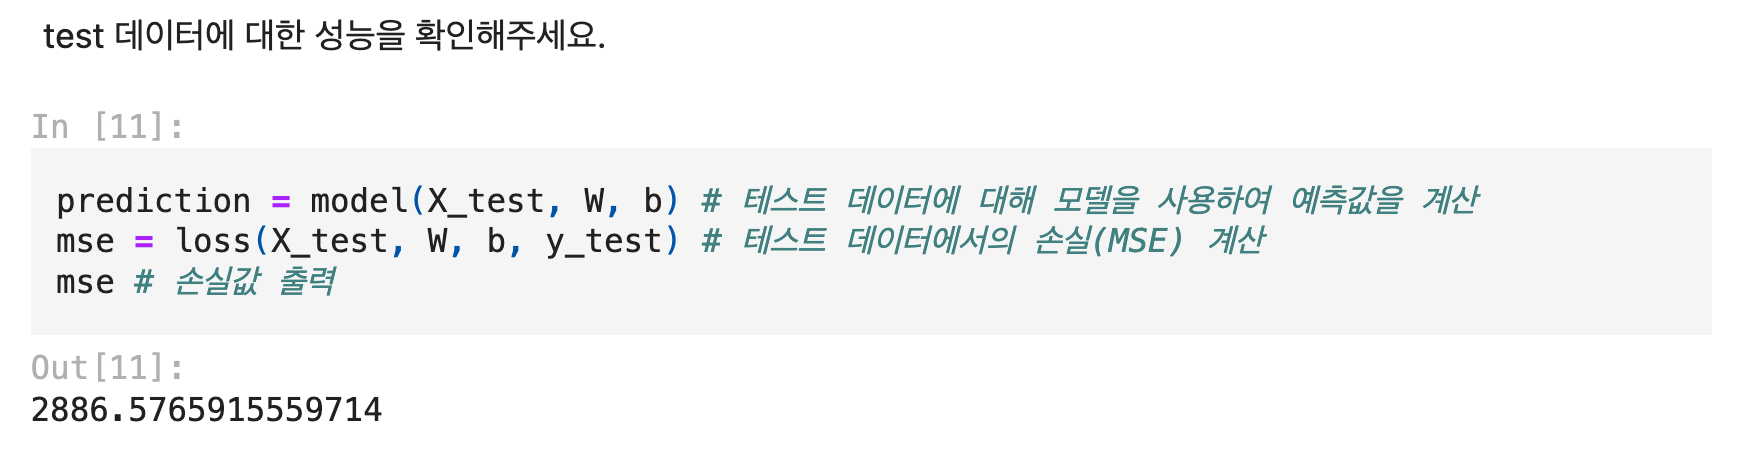 test 데이터에 대한 성능을 확인해주세요.
In [11]:
prediction = model(X_test, W, b) # 테스트 데이터에 대해 모델을 사용하여 예측값을 계산
mse = loss(X_test, W, b, y_test) # 테스트 데이터에서의 손실(MSE) 계산
mse # 손실값 출력
Out[11]:
2886.5765915559714